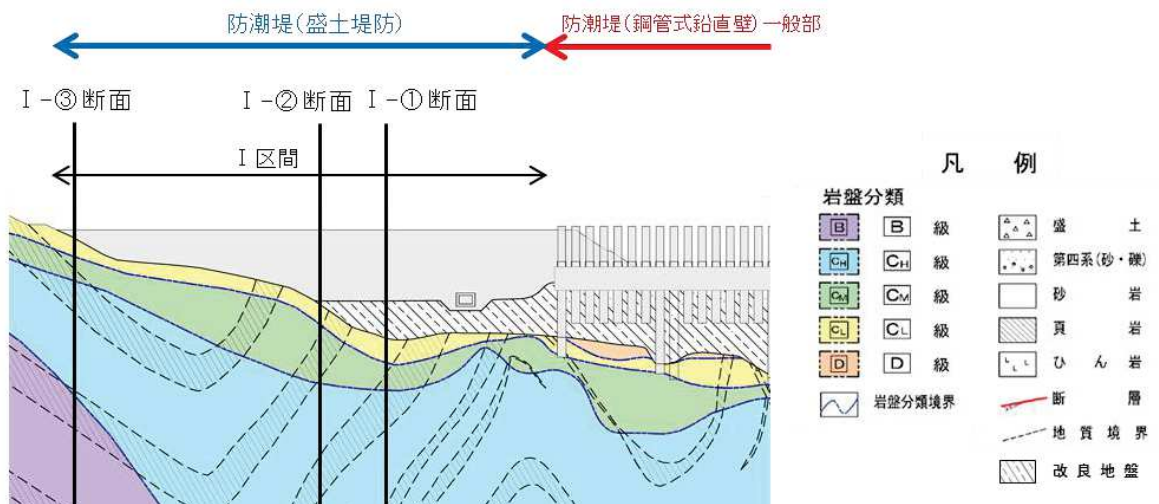 防潮堤(盛土堤防)
防潮堤(鋼管式鉛直壁)一般部
Ⅰ-③断面
Ⅰ-②断面
Ⅰ-①断面
Ⅰ区間
凡 例
岩盤分類
B B 級
CH CH 級
CM CM 級
CL CL 級
D D 級
岩盤分類境界
盛 土
第四系(砂・礫)
砂 岩
頁 岩
ひ ん 岩
断 層
地 質 境 界
改 良 地 盤